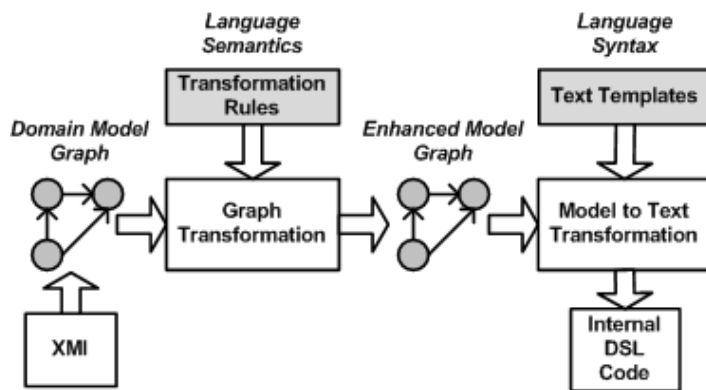 Language
Semantics
Language
Syntax
Transformation
Rules
Text Templates
Domain Model
Graph
Enhanced Model
Graph
Graph
Transformation
Model to Text
Transformation
XMI
Internal
DSL
Code